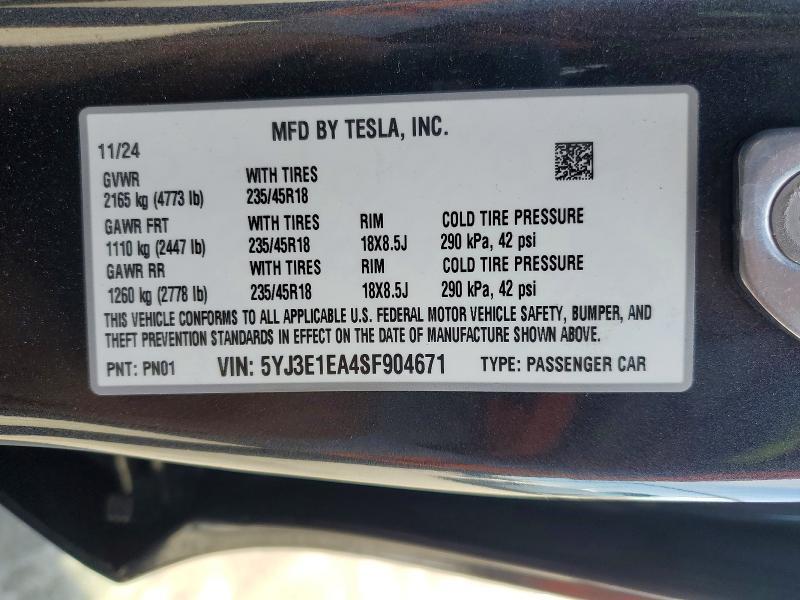 MFD BY TESLA, INC.
11/24
GVWR WITH TIRES
2165 kg (4773 lb) 235/45R18
GAWR FRT WITH TIRES RIM COLD TIRE PRESSURE
1110 kg (2447 lb) 235/45R18 18X8.5J 290 kPa, 42 psi
GAWR RR WITH TIRES RIM COLD TIRE PRESSURE
1260 kg (2778 lb) 235/45R18 18X8.5J 290 kPa, 42 psi
THIS VEHICLE CONFORMS TO ALL APPLICABLE U.S. FEDERAL MOTOR VEHICLE SAFETY, BUMPER, AND
THEFT PREVENTION STANDARDS IN EFFECT ON THE DATE OF MANUFACTURE SHOWN ABOVE.
PNT: PN01 VIN: 5YJ3E1EA4SF904671 TYPE: PASSENGER CAR